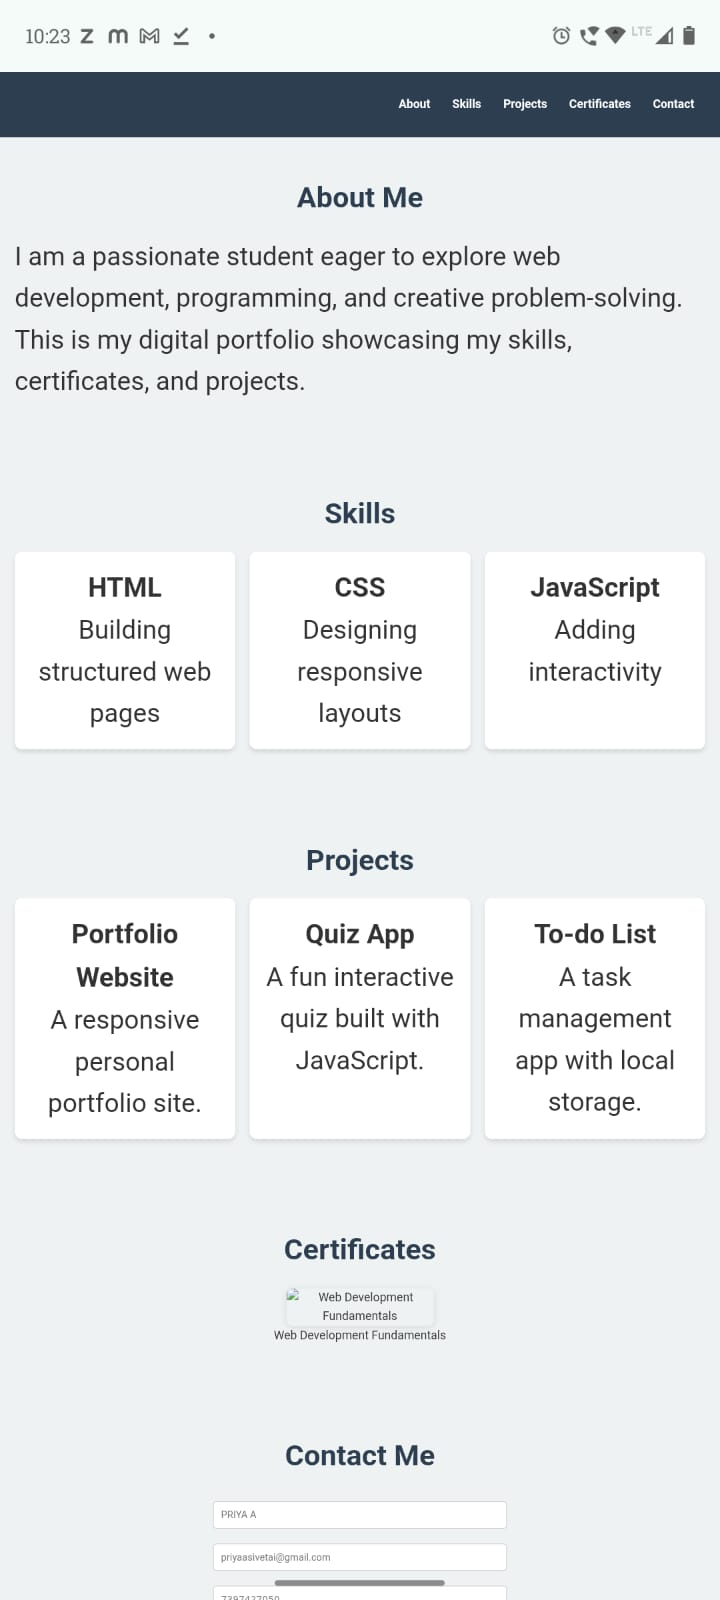 10:23
LTE
About Skills Projects Certificates Contact
About Me
I am a passionate student eager to explore web
development, programming, and creative problem-solving.
This is my digital portfolio showcasing my skills,
certificates, and projects.
Skills
HTML
Building
structured web
pages
CSS
Designing
responsive
layouts
JavaScript
Adding
interactivity
Projects
Portfolio
Website
A responsive
personal
portfolio site.
Quiz App
A fun interactive
quiz built with
JavaScript.
To-do List
A task
management
app with local
storage.
Certificates
Web Development
Fundamentals
Web Development Fundamentals
Contact Me
PRIYA A
priyaasivetai@gmail.com
7397427050